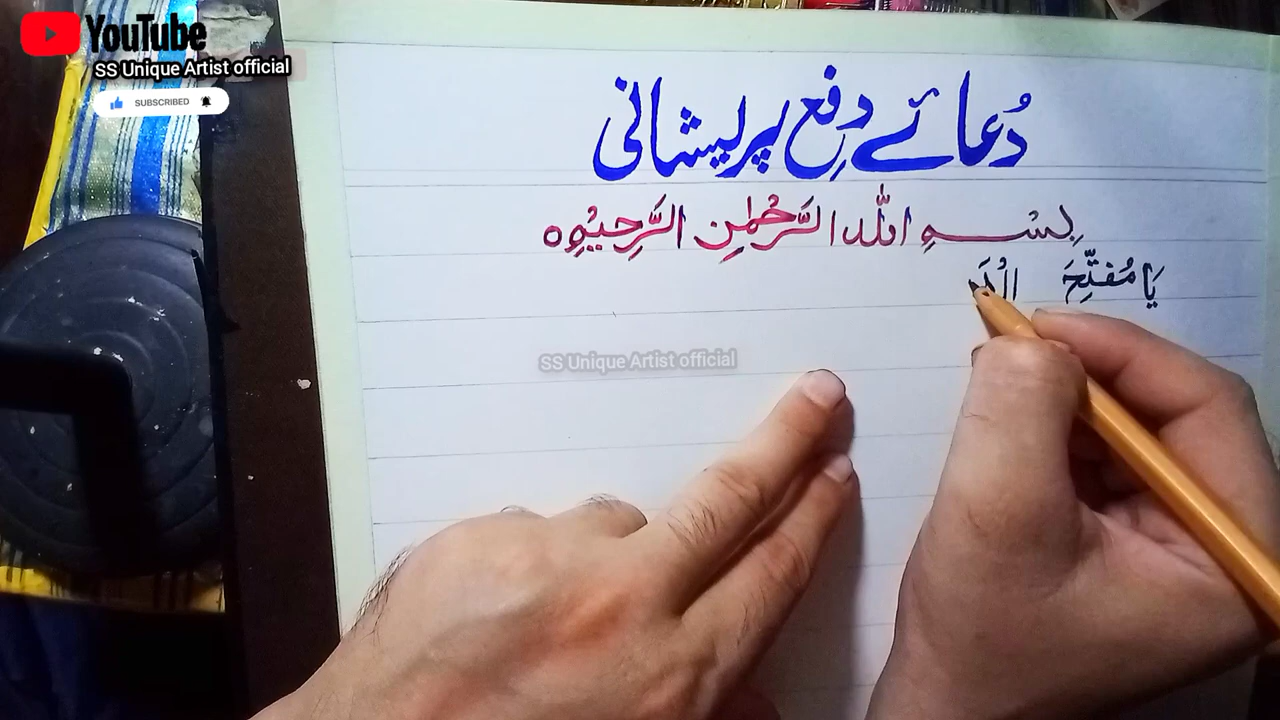 YouTube
SS Unique Artist official
SUBSCRIBED
دُعائے دفع پریشانی
بِسْمِ اللّٰہ الرَّحْمٰنِ الرَّحِیْمِ
یَا مُفَتِّحَ
SS Unique Artist official